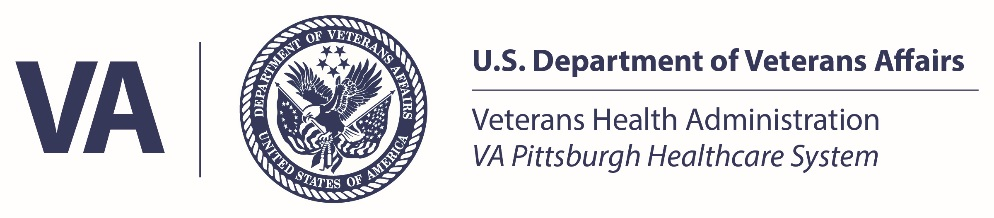 VA
DEPARTMENT OF VETERANS AFFAIRS
UNITED STATES OF AMERICA
U.S. Department of Veterans Affairs
Veterans Health Administration
VA Pittsburgh Healthcare System